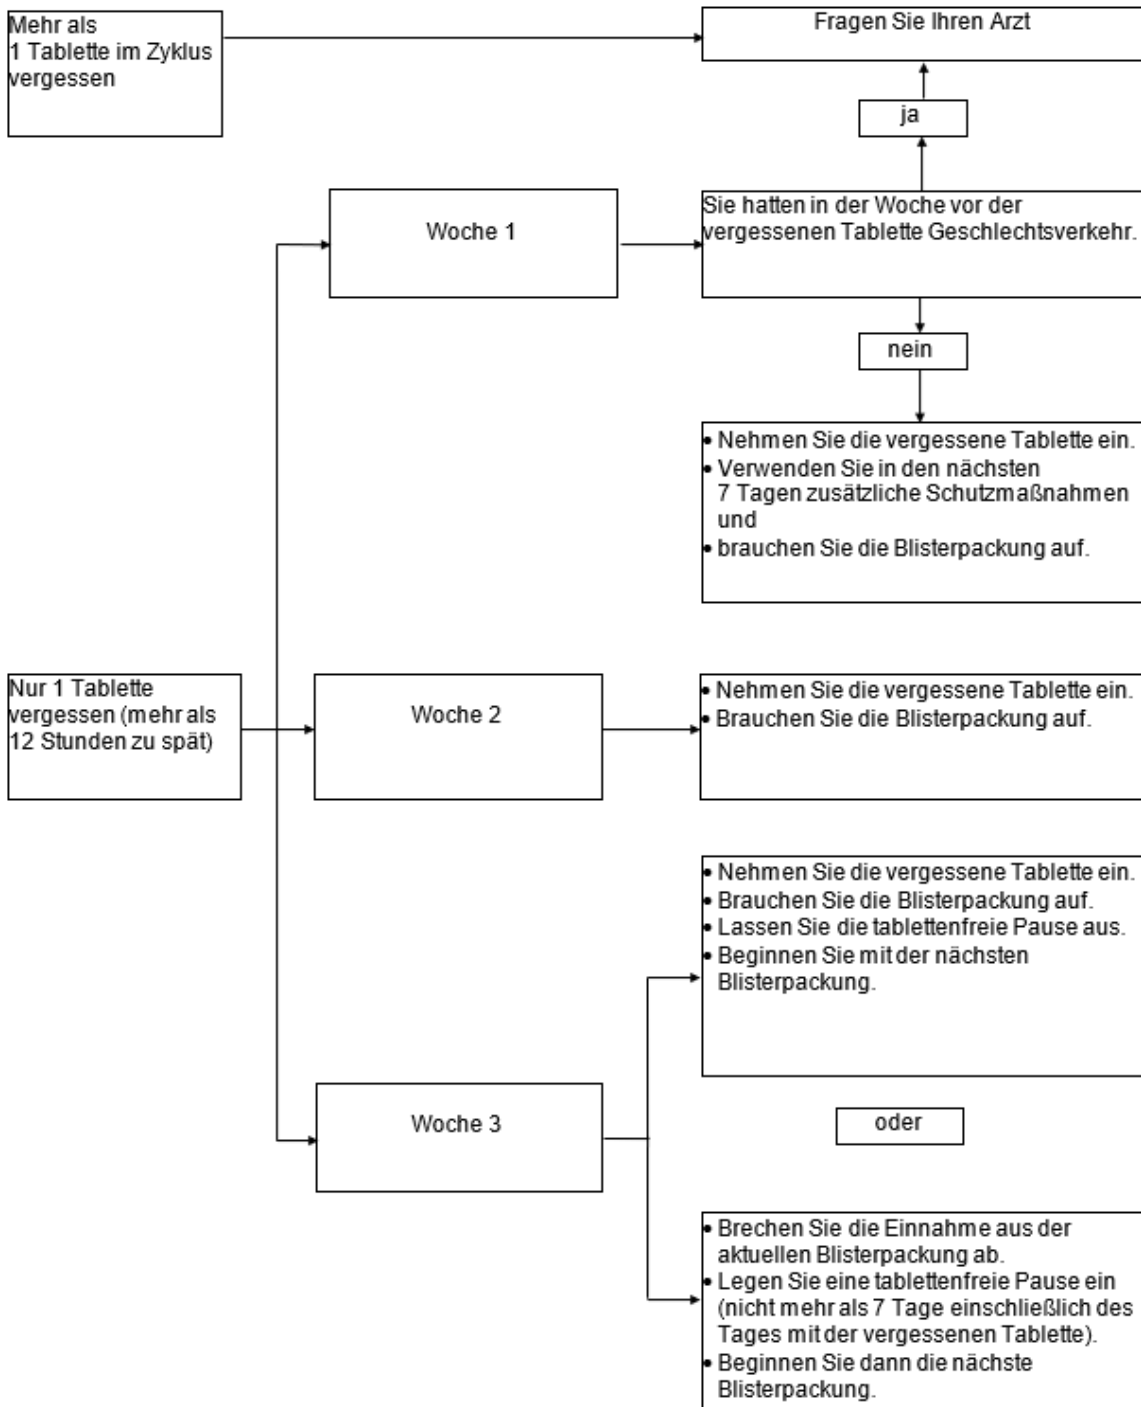 Mehr als
1 Tablette im Zyklus
vergessen
Fragen Sie Ihren Arzt
ja
Woche 1
Sie hatten in der Woche vor der
vergessenen Tablette Geschlechtsverkehr.
nein
• Nehmen Sie die vergessene Tablette ein.
• Verwenden Sie in den nächsten
7 Tagen zusätzliche Schutzmaßnahmen
und
• brauchen Sie die Blisterpackung auf.
Nur 1 Tablette
vergessen (mehr als
12 Stunden zu spät)
Woche 2
• Nehmen Sie die vergessene Tablette ein.
• Brauchen Sie die Blisterpackung auf.
• Nehmen Sie die vergessene Tablette ein.
• Brauchen Sie die Blisterpackung auf.
• Lassen Sie die tablettenfreie Pause aus.
• Beginnen Sie mit der nächsten
Blisterpackung.
Woche 3
oder
• Brechen Sie die Einnahme aus der
aktuellen Blisterpackung ab.
• Legen Sie eine tablettenfreie Pause ein
(nicht mehr als 7 Tage einschließlich des
Tages mit der vergessenen Tablette).
• Beginnen Sie dann die nächste
Blisterpackung.